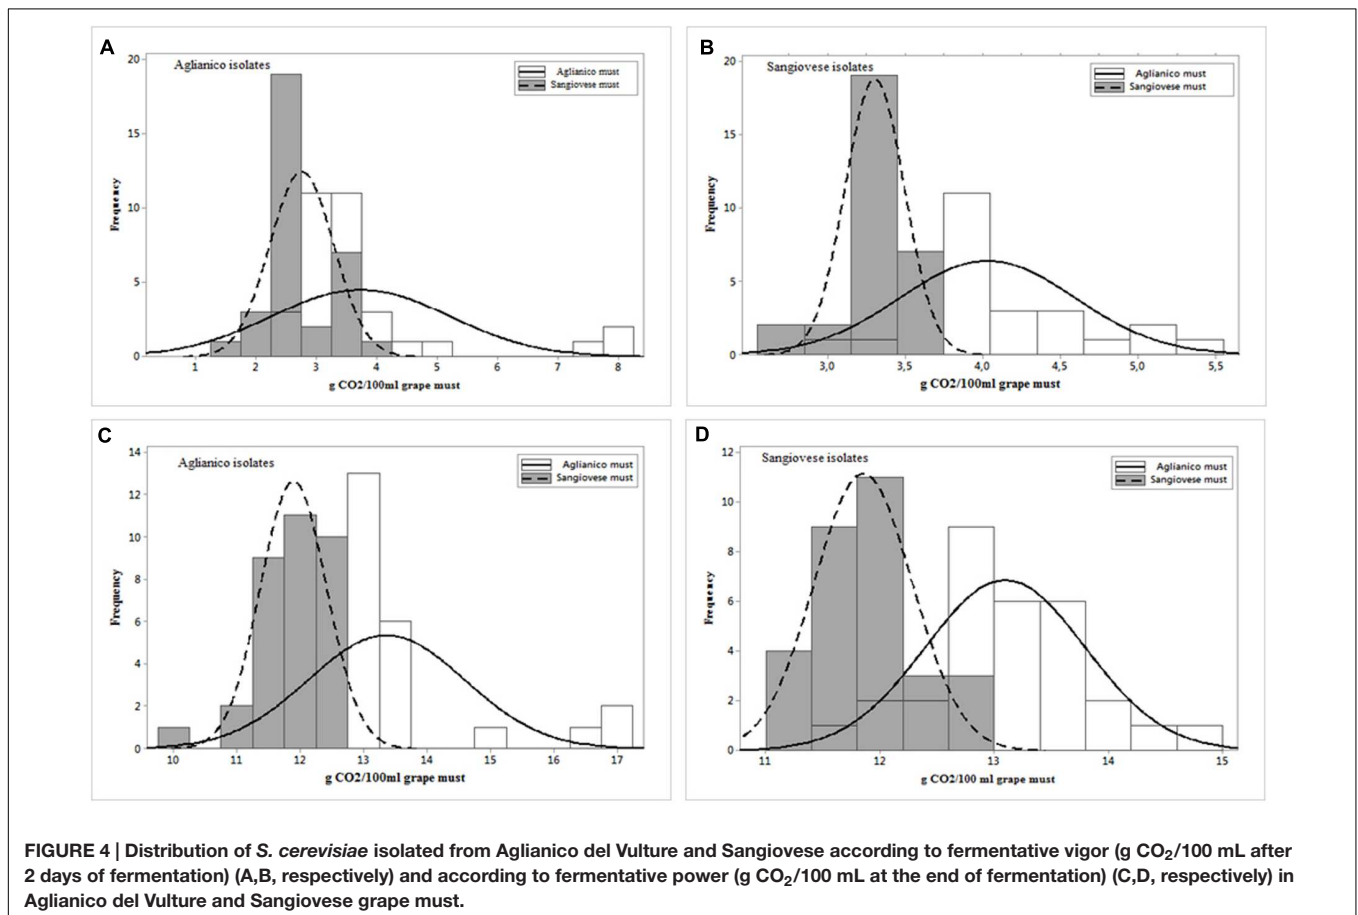 A
Aglianico isolates
Aglianico must
Sangiovese must
20
15
10
5
0
Frequency
1 2 3 4 5 6 7 8
g CO2/100ml grape must
B
Sangiovese isolates
Aglianico must
Sangiovese must
20
15
10
5
0
Frequency
3,0 3,5 4,0 4,5 5,0 5,5
g CO2/100ml grape must
C
Aglianico isolates
Aglianico must
Sangiovese must
14
12
10
8
6
4
2
0
Frequency
10 11 12 13 14 15 16 17
g CO2/100ml grape must
D
Sangiovese isolates
Aglianico must
Sangiovese must
12
10
8
6
4
2
0
Frequency
11 12 13 14 15
g CO2/100 ml grape must
FIGURE 4 | Distribution of S. cerevisiae isolated from Aglianico del Vulture and Sangiovese according to fermentative vigor (g CO₂/100 mL after
2 days of fermentation) (A,B, respectively) and according to fermentative power (g CO₂/100 mL at the end of fermentation) (C,D, respectively) in
Aglianico del Vulture and Sangiovese grape must.